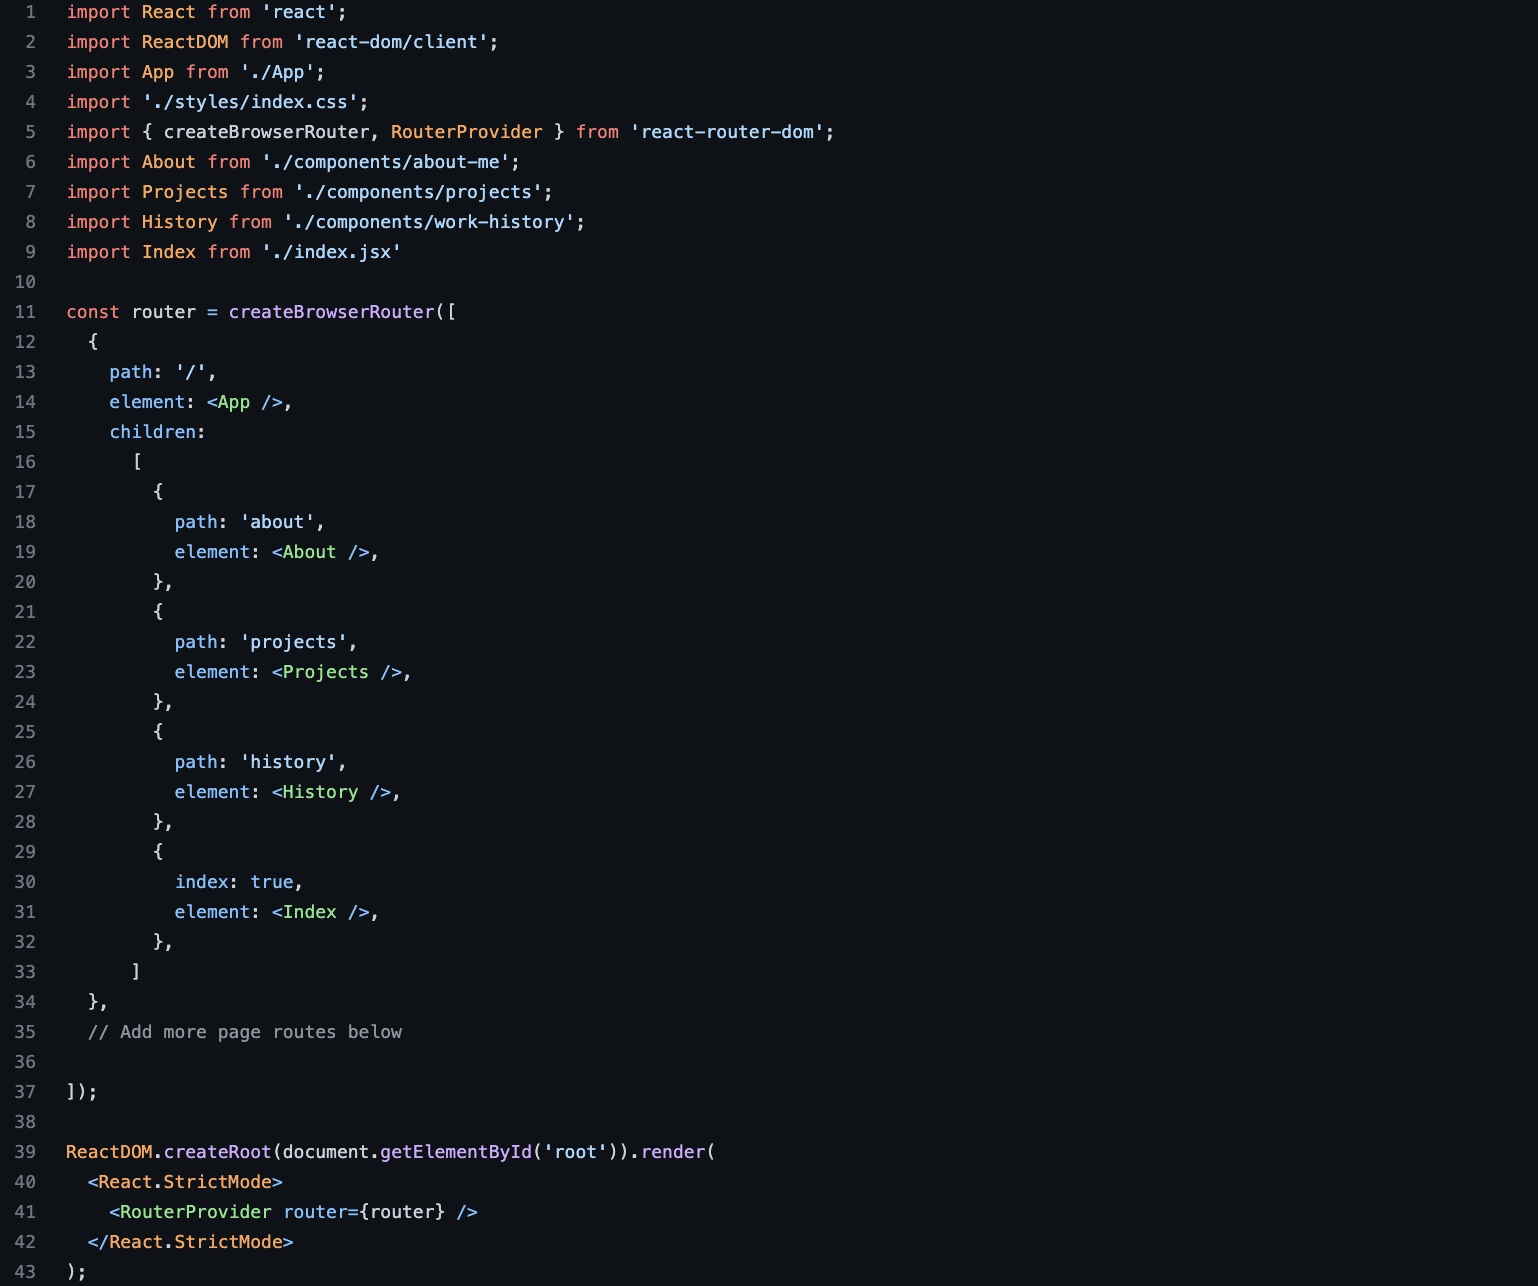 1 import React from 'react';
2 import ReactDOM from 'react-dom/client';
3 import App from './App';
4 import './styles/index.css';
5 import { createBrowserRouter, RouterProvider } from 'react-router-dom';
6 import About from './components/about-me';
7 import Projects from './components/projects';
8 import History from './components/work-history';
9 import Index from './index.jsx'
10
11 const router = createBrowserRouter([
12   {
13     path: '/',
14     element: <App />,
15     children:
16       [
17         {
18           path: 'about',
19           element: <About />,
20         },
21         {
22           path: 'projects',
23           element: <Projects />,
24         },
25         {
26           path: 'history',
27           element: <History />,
28         },
29         {
30           index: true,
31           element: <Index />,
32         },
33       ]
34   },
35   // Add more page routes below
36
37 ]);
38
39 ReactDOM.createRoot(document.getElementById('root')).render(
40   <React.StrictMode>
41     <RouterProvider router={router} />
42   </React.StrictMode>
43 );